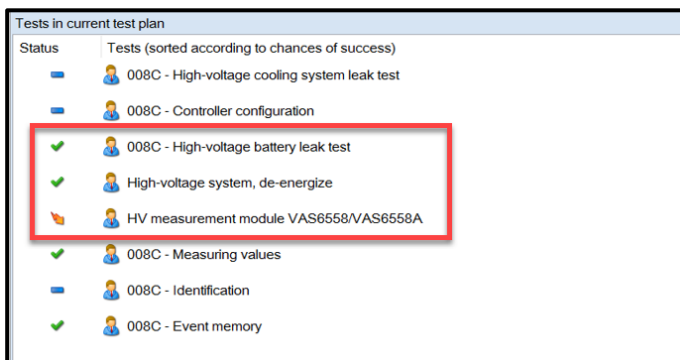 Tests in current test plan
Status Tests (sorted according to chances of success)
008C - High-voltage cooling system leak test
008C - Controller configuration
008C - High-voltage battery leak test
High-voltage system, de-energize
HV measurement module VAS6558/VAS6558A
008C - Measuring values
008C - Identification
008C - Event memory